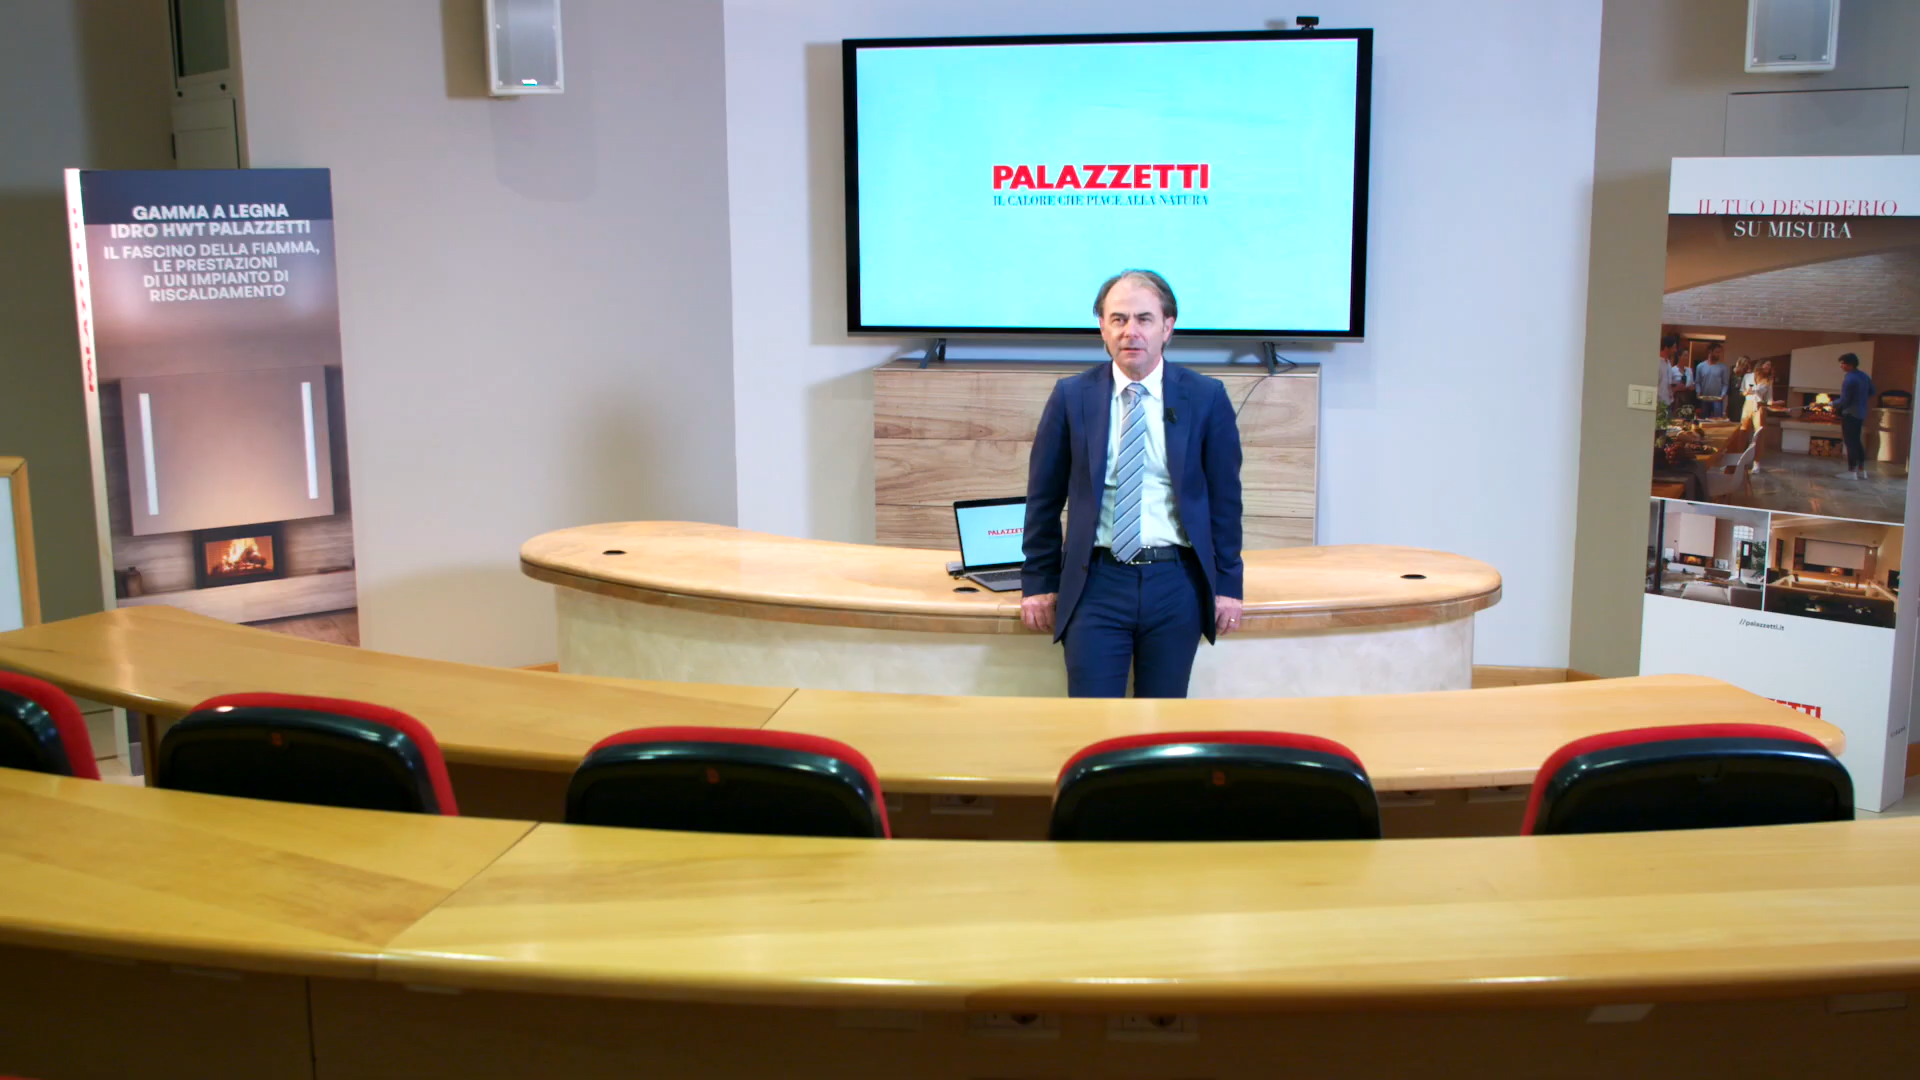 PALAZZETTI
IL CALORE CHE PIACE ALLA NATURA
GAMMA A LEGNA
IDRO HWT PALAZZETTI
IL FASCINO DELLA FIAMMA,
LE PRESTAZIONI
DI UN IMPIANTO DI
RISCALDAMENTO
IL TUO DESIDERIO
SU MISURA
//palazzetti.it
PALAZZETTI